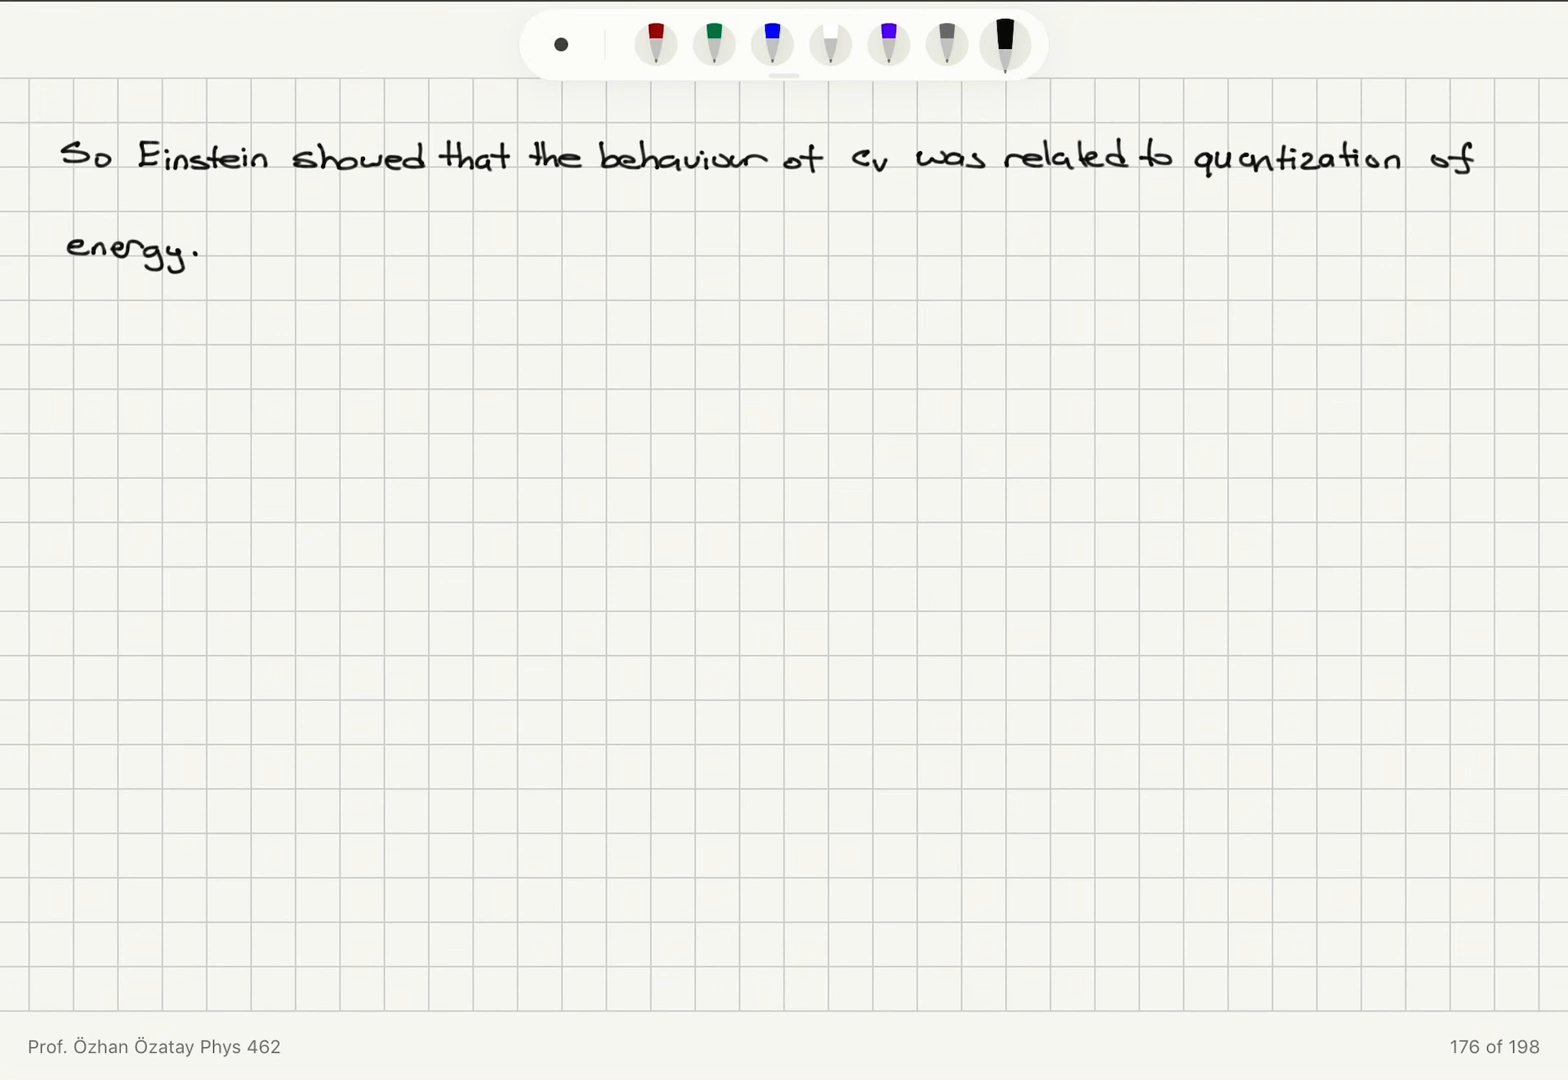 So Einstein showed that the behaviour of cv was related to quantization of
energy.
Prof. Özhan Özatay Phys 462
176 of 198